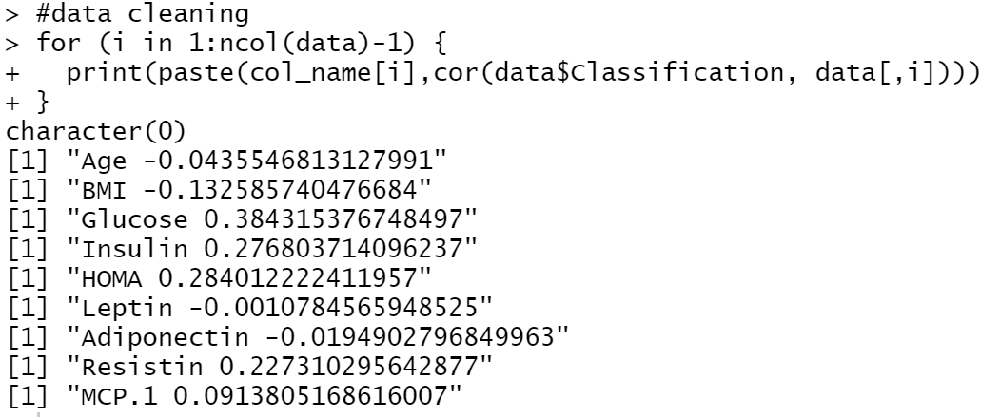 > #data cleaning
> for (i in 1:ncol(data)-1) {
+   print(paste(col_name[i],cor(data$Classification, data[,i])))
+ }
character(0)
[1] "Age -0.0435546813127991"
[1] "BMI -0.132585740476684"
[1] "Glucose 0.384315376748497"
[1] "Insulin 0.276803714096237"
[1] "HOMA 0.284012222411957"
[1] "Leptin -0.0010784565948525"
[1] "Adiponectin -0.0194902796849963"
[1] "Resistin 0.227310295642877"
[1] "MCP.1 0.0913805168616007"